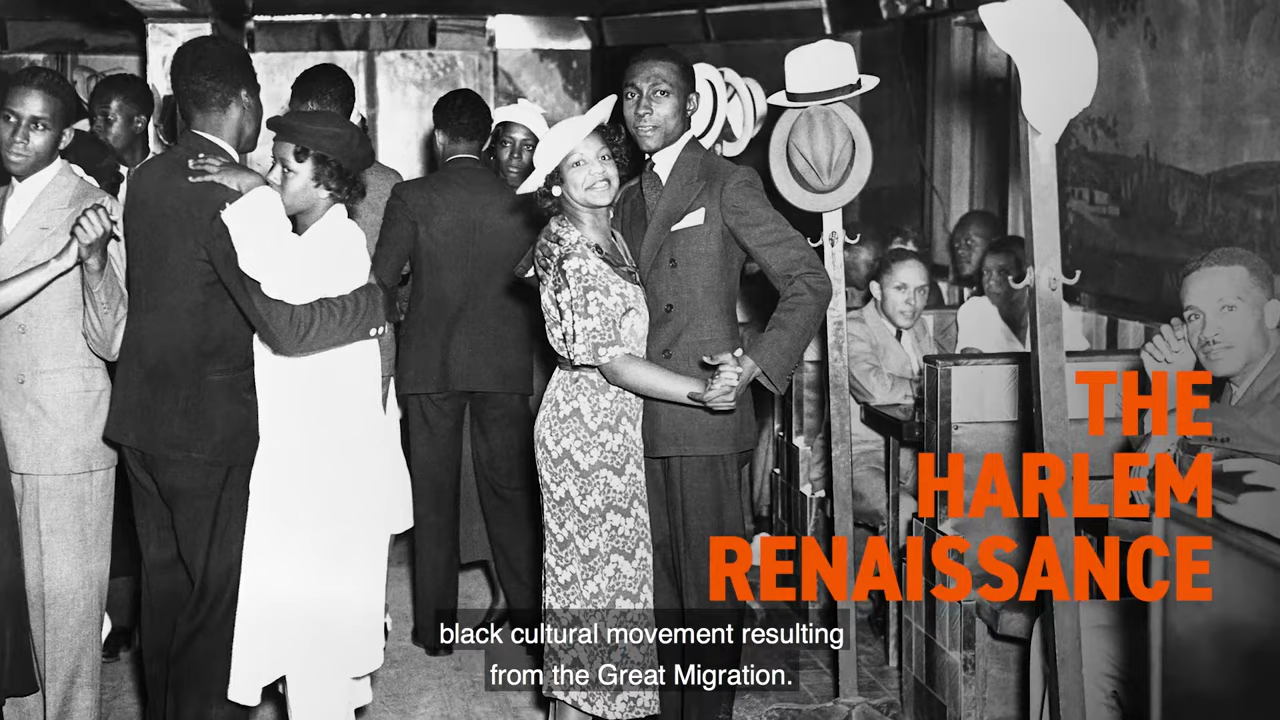 THE
HARLEM
RENAISSANCE
black cultural movement resulting
from the Great Migration.